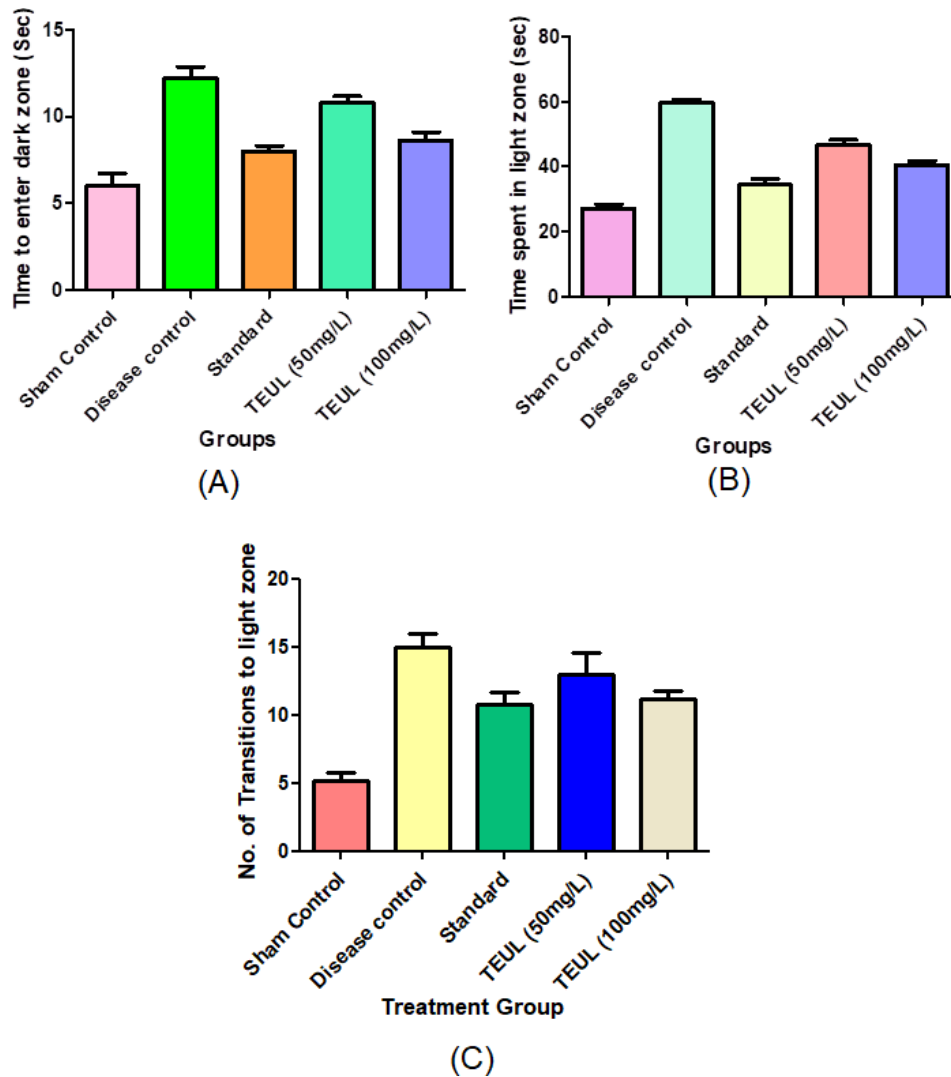 Time to enter dark zone (Sec)
15
10
5
0
Sham Control
Disease control
Standard
TEUL (50mg/L)
TEUL (100mg/L)
Groups
(A)
Time spent in light zone (sec)
80
60
40
20
0
Sham Control
Disease control
Standard
TEUL (50mg/L)
TEUL (100mg/L)
Groups
(B)
No. of Transitions to light zone
20
15
10
5
0
Sham Control
Disease control
Standard
TEUL (50mg/L)
TEUL (100mg/L)
Treatment Group
(C)